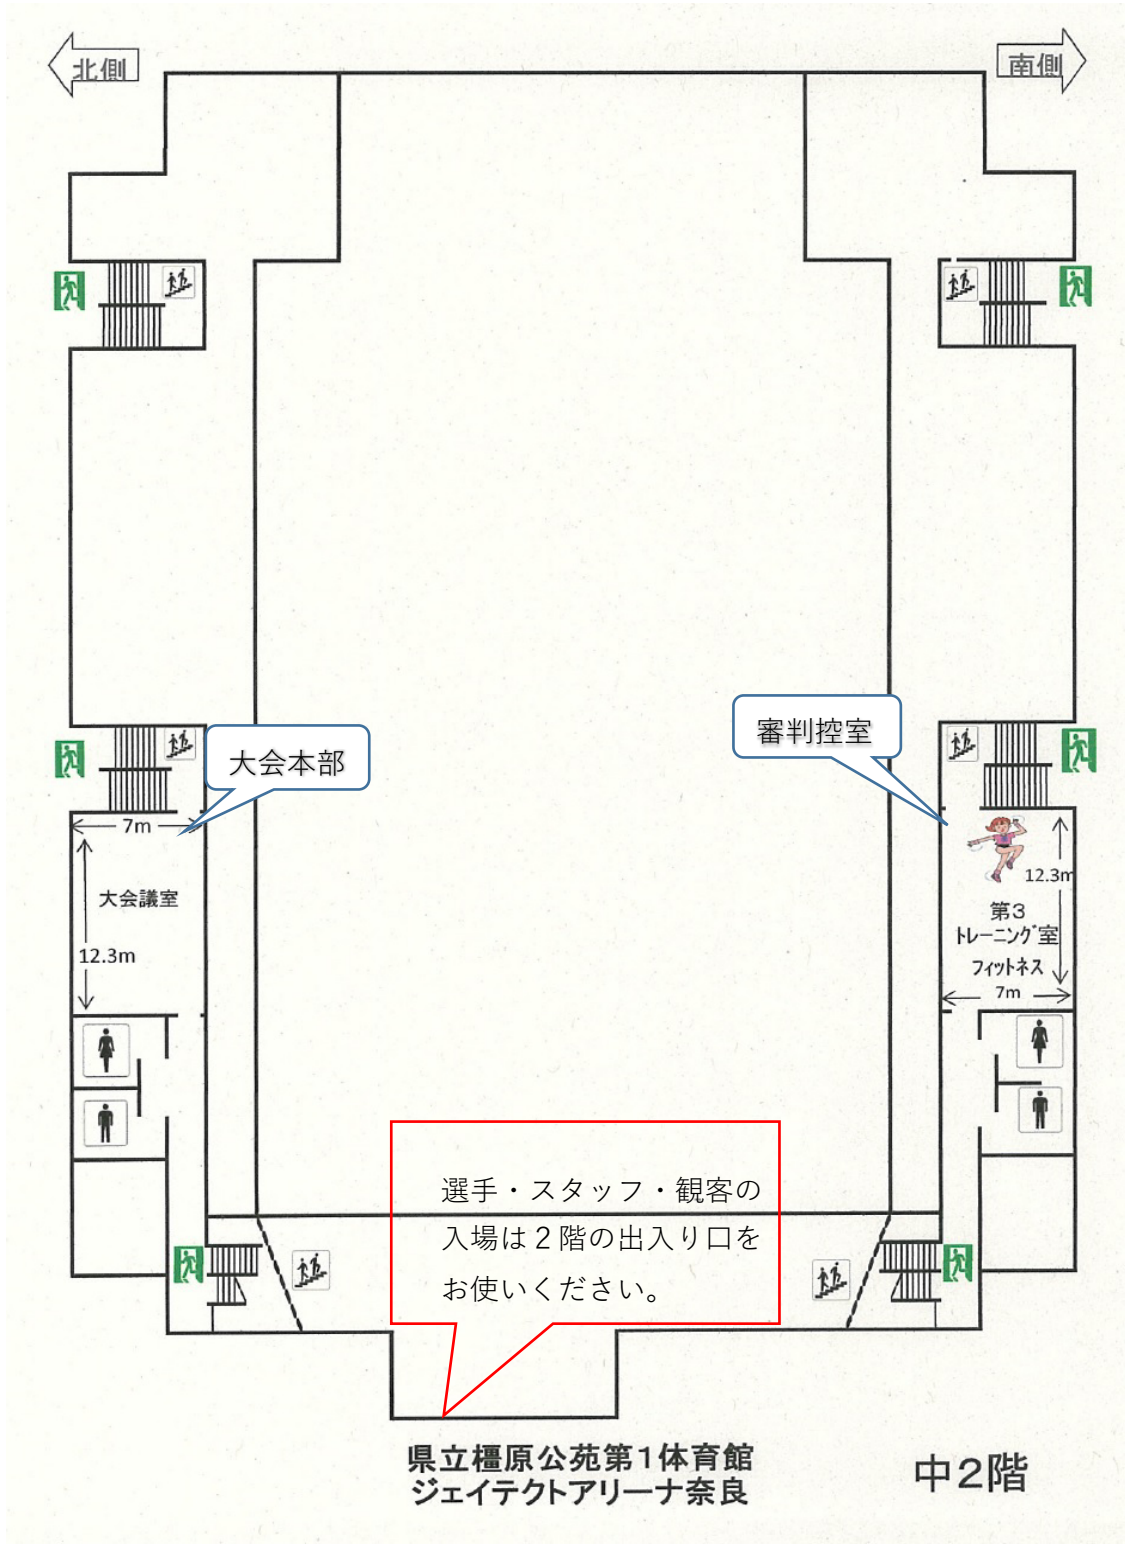 北側
南側
審判控室
大会本部
7m
12.3m
大会議室
第3
トレーニング室
12.3m
フィットネス
7m
選手・スタッフ・観客の
入場は２階の出入り口を
お使いください。
県立橿原公苑第1体育館
ジェイテクトアリーナ奈良
中2階